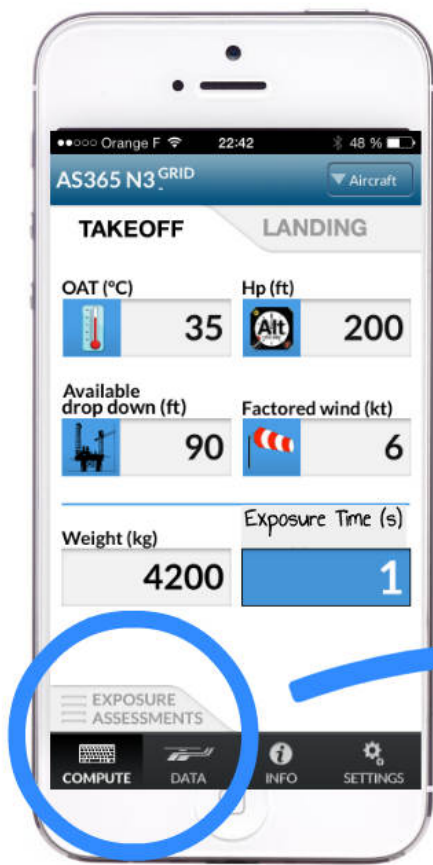 Orange F 22:42 48 %
AS365 N3 GRID
-
Aircraft
TAKEOFF LANDING
OAT (°C) Hp (ft)
35 Alt 200
Available
drop down (ft) Factored wind (kt)
90 6
Exposure Time (s)
Weight (kg)
4200 1
EXPOSURE
ASSESSMENTS
COMPUTE DATA INFO SETTINGS